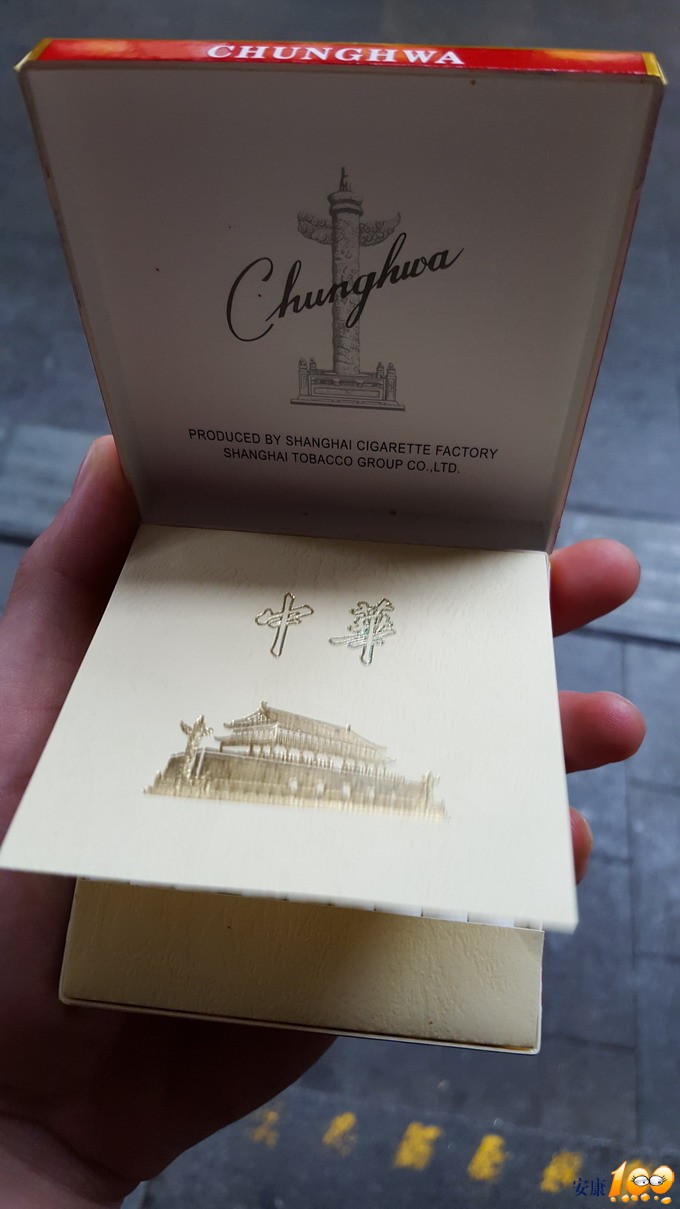 CHUNGHWA
Chunghwa
PRODUCED BY SHANGHAI CIGARETTE FACTORY
SHANGHAI TOBACCO GROUP CO.,LTD.
中華
安康100